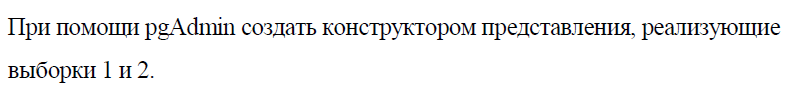 При помощи pgAdmin создать конструктором представления, реализующие
выборки 1 и 2.